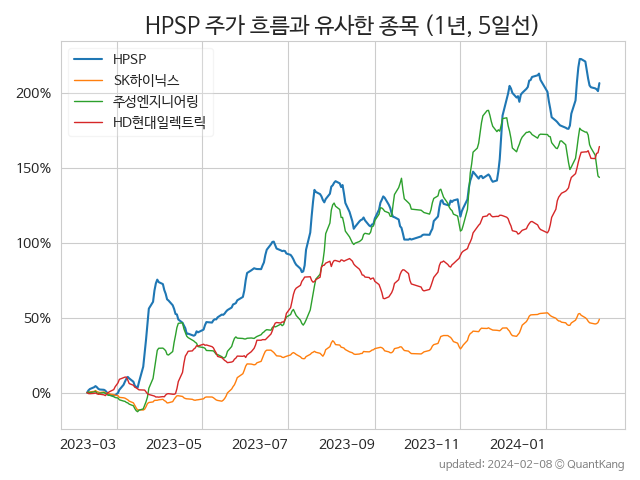 HPSP 주가 흐름과 유사한 종목 (1년, 5일선)
HPSP
SK하이닉스
주성엔지니어링
HD현대일렉트릭
200%
150%
100%
50%
0%
2023-03 2023-05 2023-07 2023-09 2023-11 2024-01
updated: 2024-02-08 © QuantKang